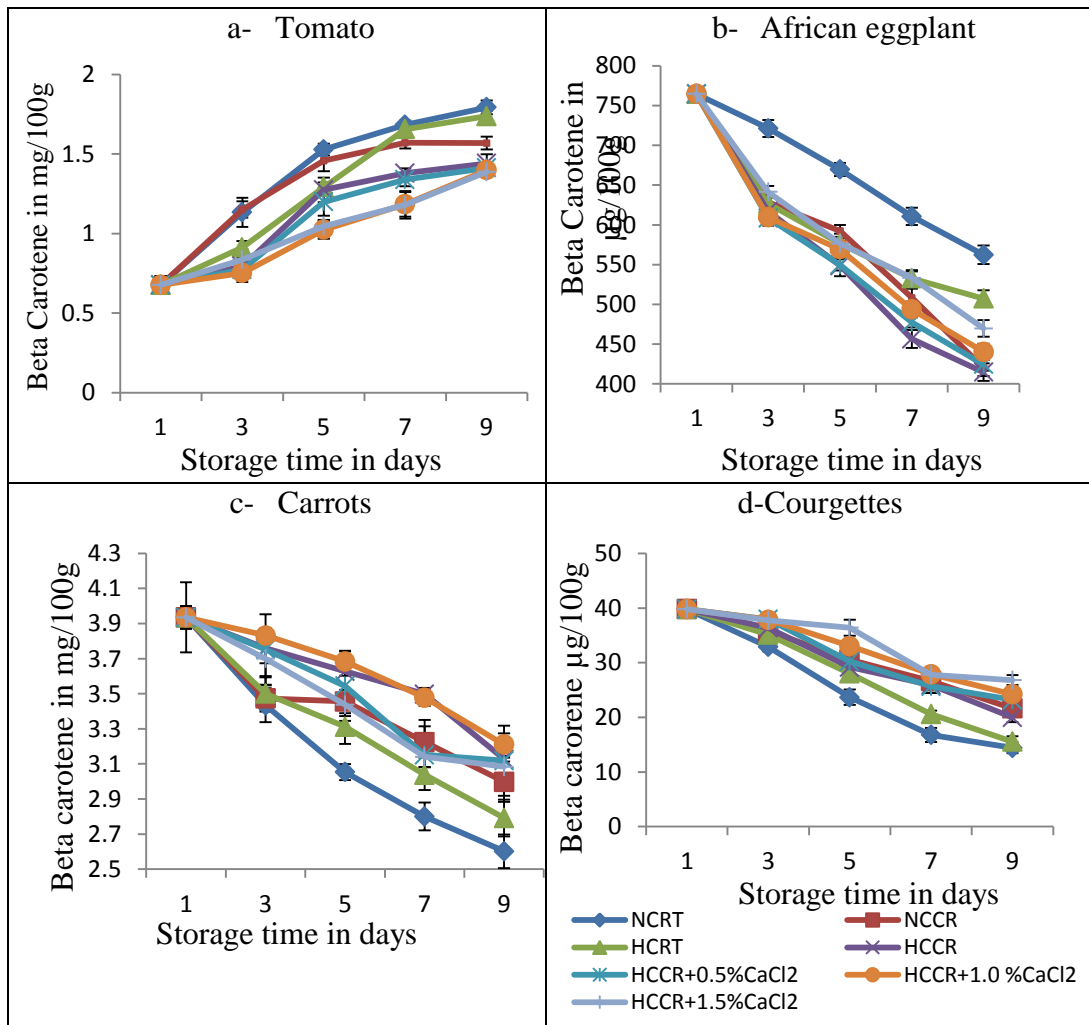 a- Tomato
Beta Carotene in mg/100g
2
1.5
1
0.5
0
1 3 5 7 9
Storage time in days
b- African eggplant
Beta Carotene in
µg/100g
800
750
700
650
600
550
500
450
400
1 3 5 7 9
Storage time in days
c- Carrots
Beta carotene in mg/100g
4.3
4.1
3.9
3.7
3.5
3.3
3.1
2.9
2.7
2.5
1 3 5 7 9
Storage time in days
d-Courgettes
Beta carorene µg/100g
50
40
30
20
10
0
1 3 5 7 9
Storage time in days
NCRT NCCR
HCRT HCCR
HCCR+0.5%CaCl2 HCCR+1.0 %CaCl2
HCCR+1.5%CaCl2